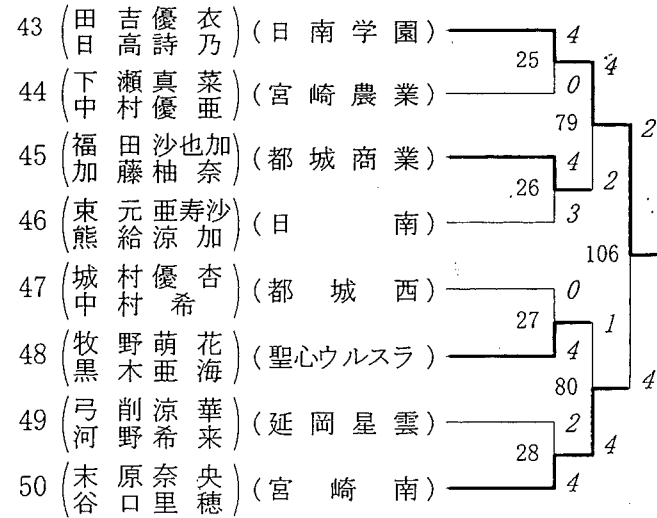 43 (田吉優衣 日高詩乃) (日南学園) 4
25 4
44 (下瀬真菜 中村優亜) (宮崎農業) 0
79 2
45 (福田沙也加 加藤柚奈) (都城商業) 4
26 2
46 (東元亜寿沙 熊給涼加) (日南) 3
106
47 (城村優杏 中村希) (都城西) 0
27 1
48 (牧野萌花 黒木亜海) (聖心ウルスラ) 4
80 4
49 (弓削涼華 河野希来) (延岡星雲) 2
28 4
50 (末原奈央 谷口里穂) (宮崎南) 4